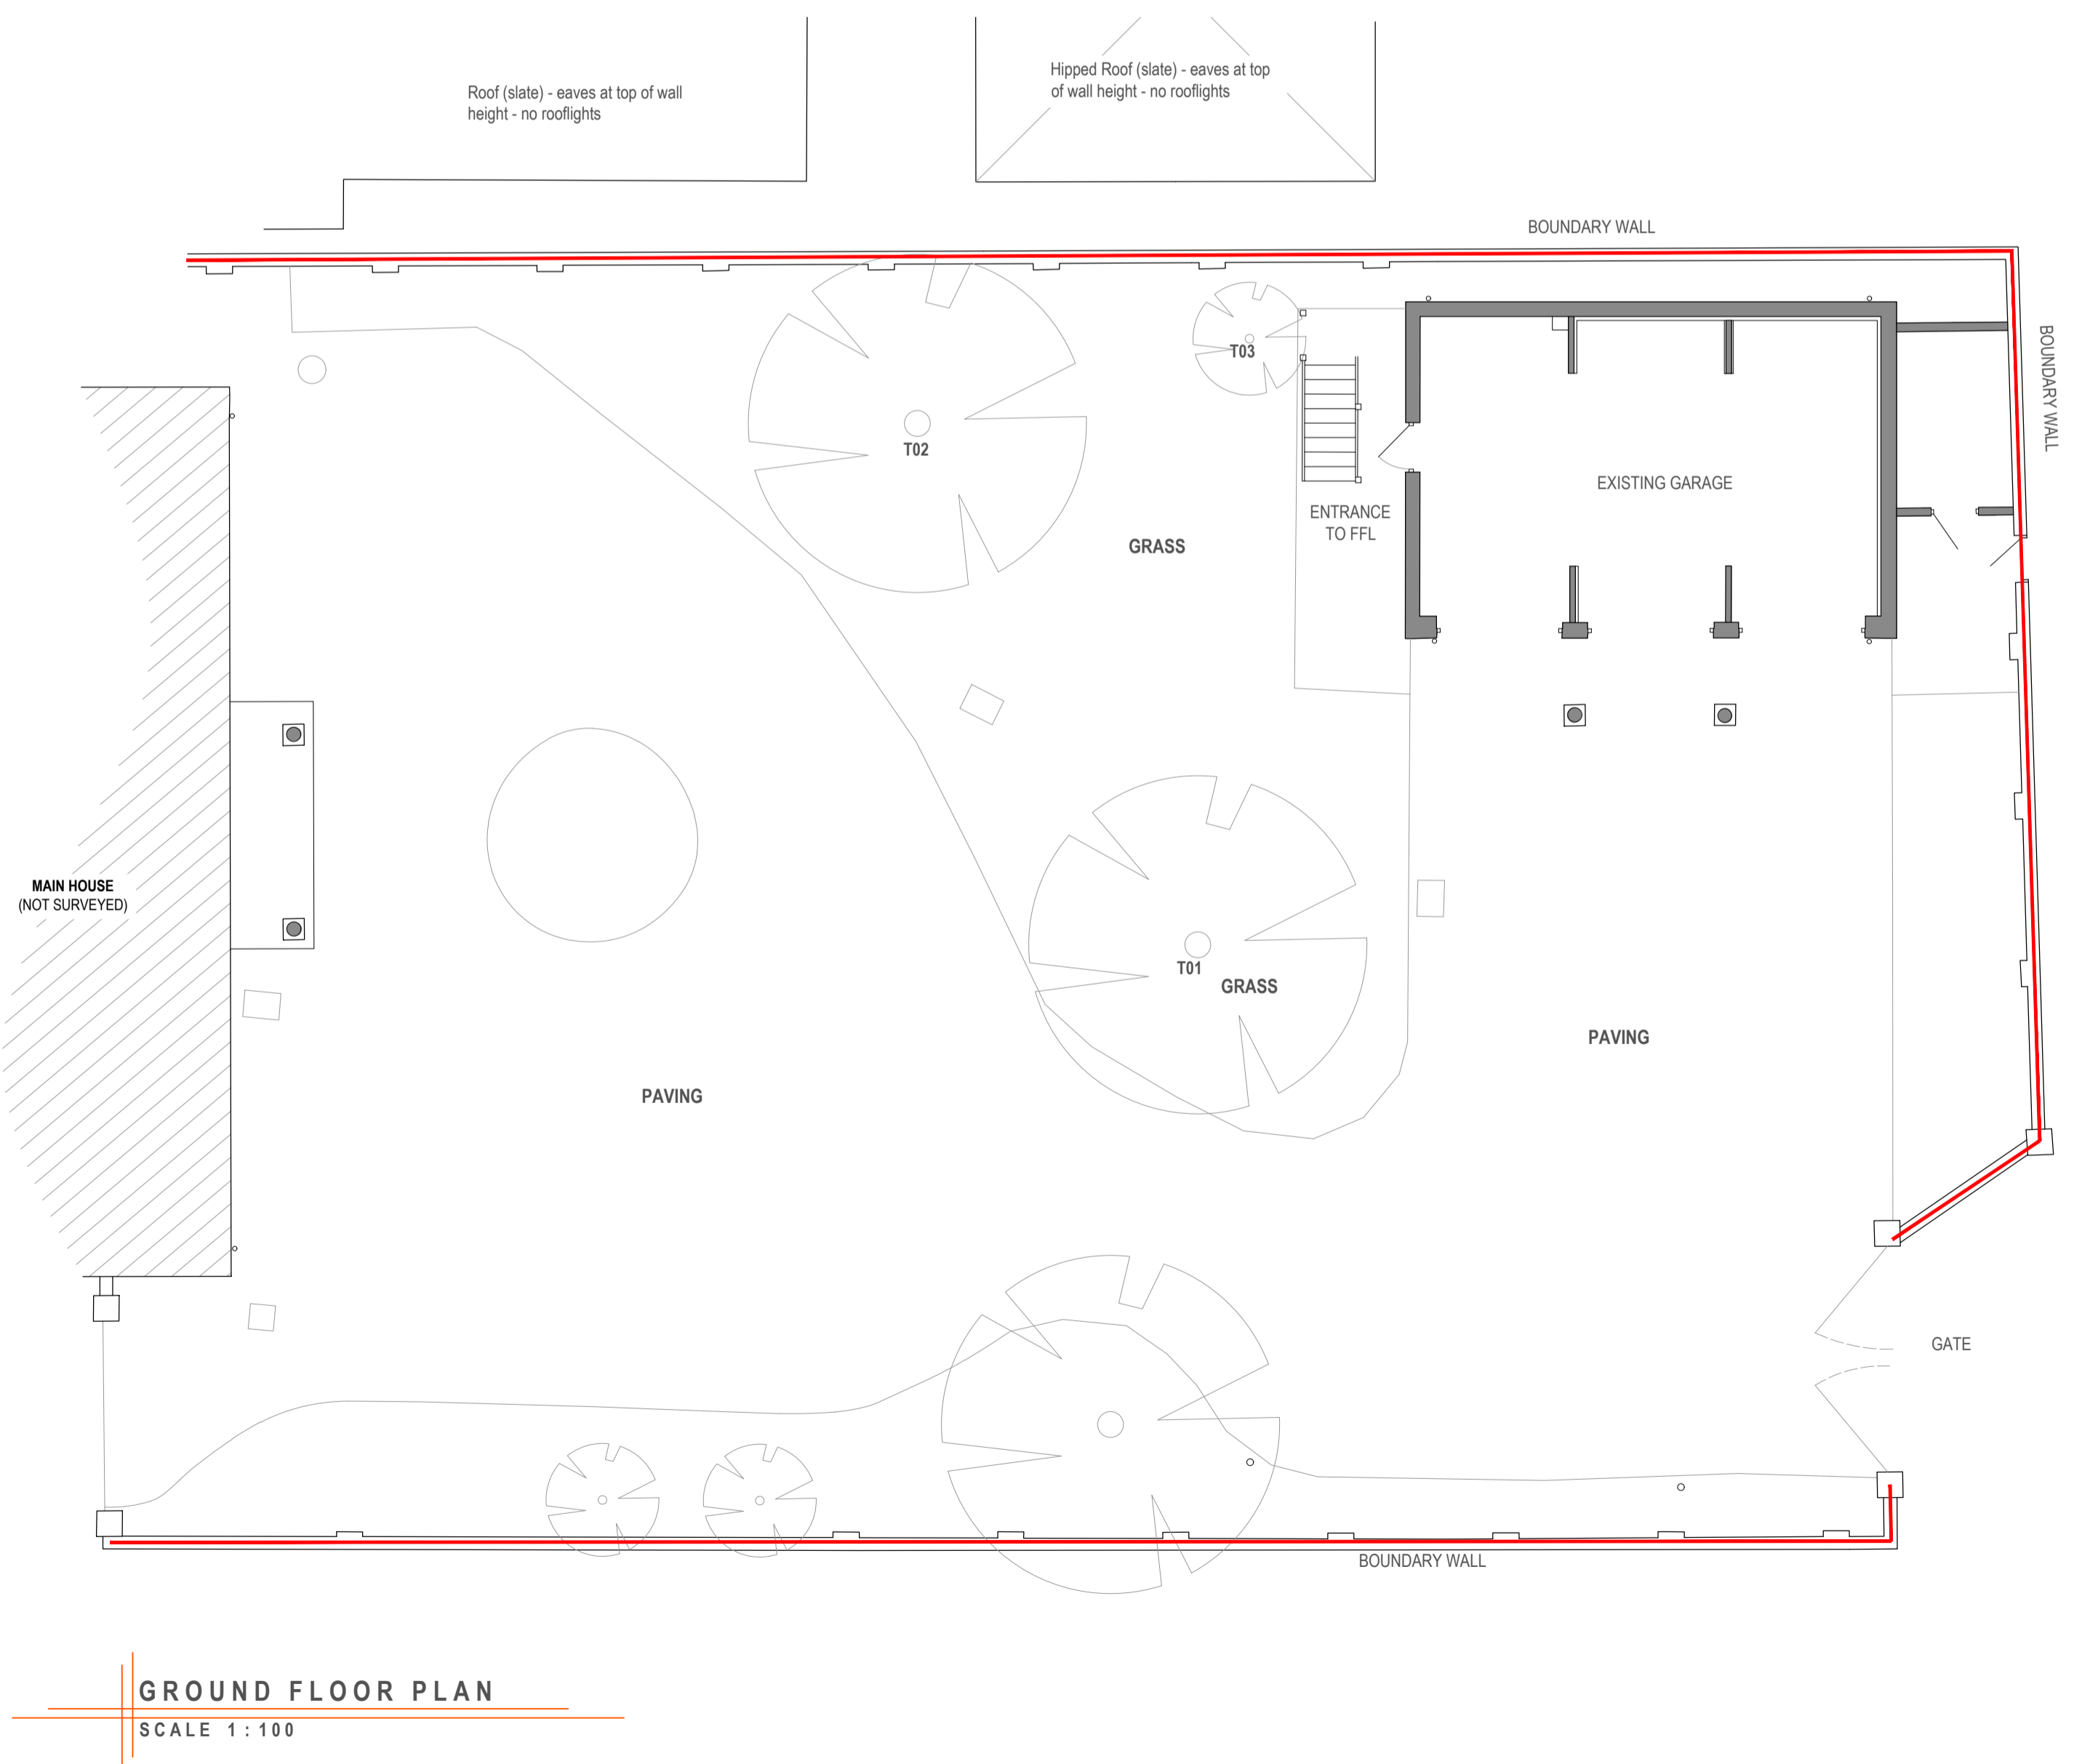 Roof (slate) - eaves at top of wall
height - no rooflights
Hipped Roof (slate) - eaves at top
of wall height - no rooflights
BOUNDARY WALL
BOUNDARY WALL
T03
T02
EXISTING GARAGE
ENTRANCE
TO FFL
GRASS
MAIN HOUSE
(NOT SURVEYED)
T01
GRASS
PAVING
PAVING
GATE
BOUNDARY WALL
GROUND FLOOR PLAN
SCALE 1:100